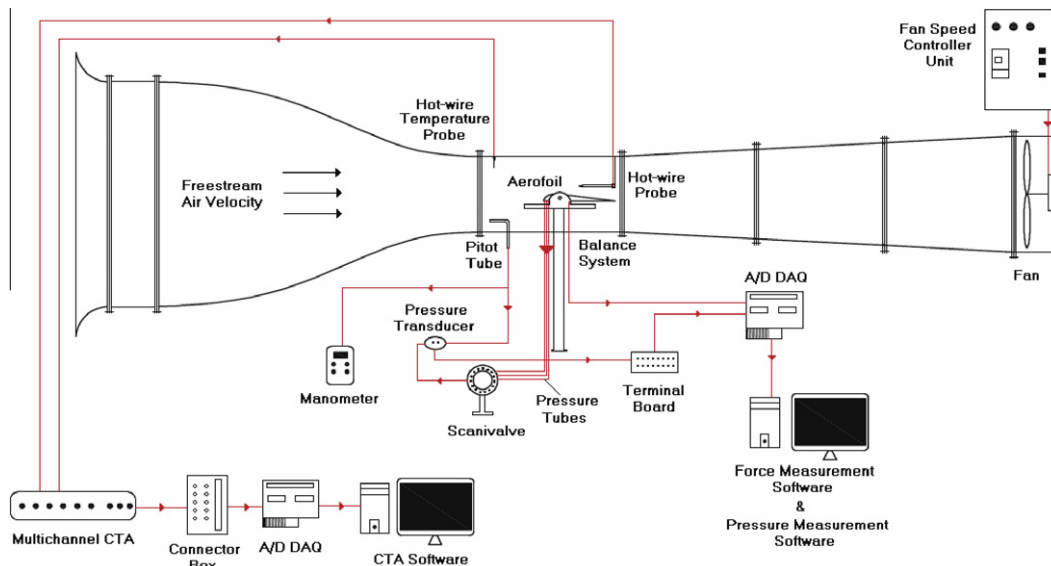 Fan Speed
Controller
Unit
Hot-wire
Temperature
Probe
Freestream
Air Velocity
Aerofoil
Hot-wire
Probe
Pitot
Tube
Balance
System
Fan
A/D DAQ
Pressure
Transducer
Manometer
Scanivalve
Pressure
Tubes
Terminal
Board
Force Measurement
Software
&
Pressure Measurement
Software
Multichannel CTA
Connector
Box
A/D DAQ
CTA Software